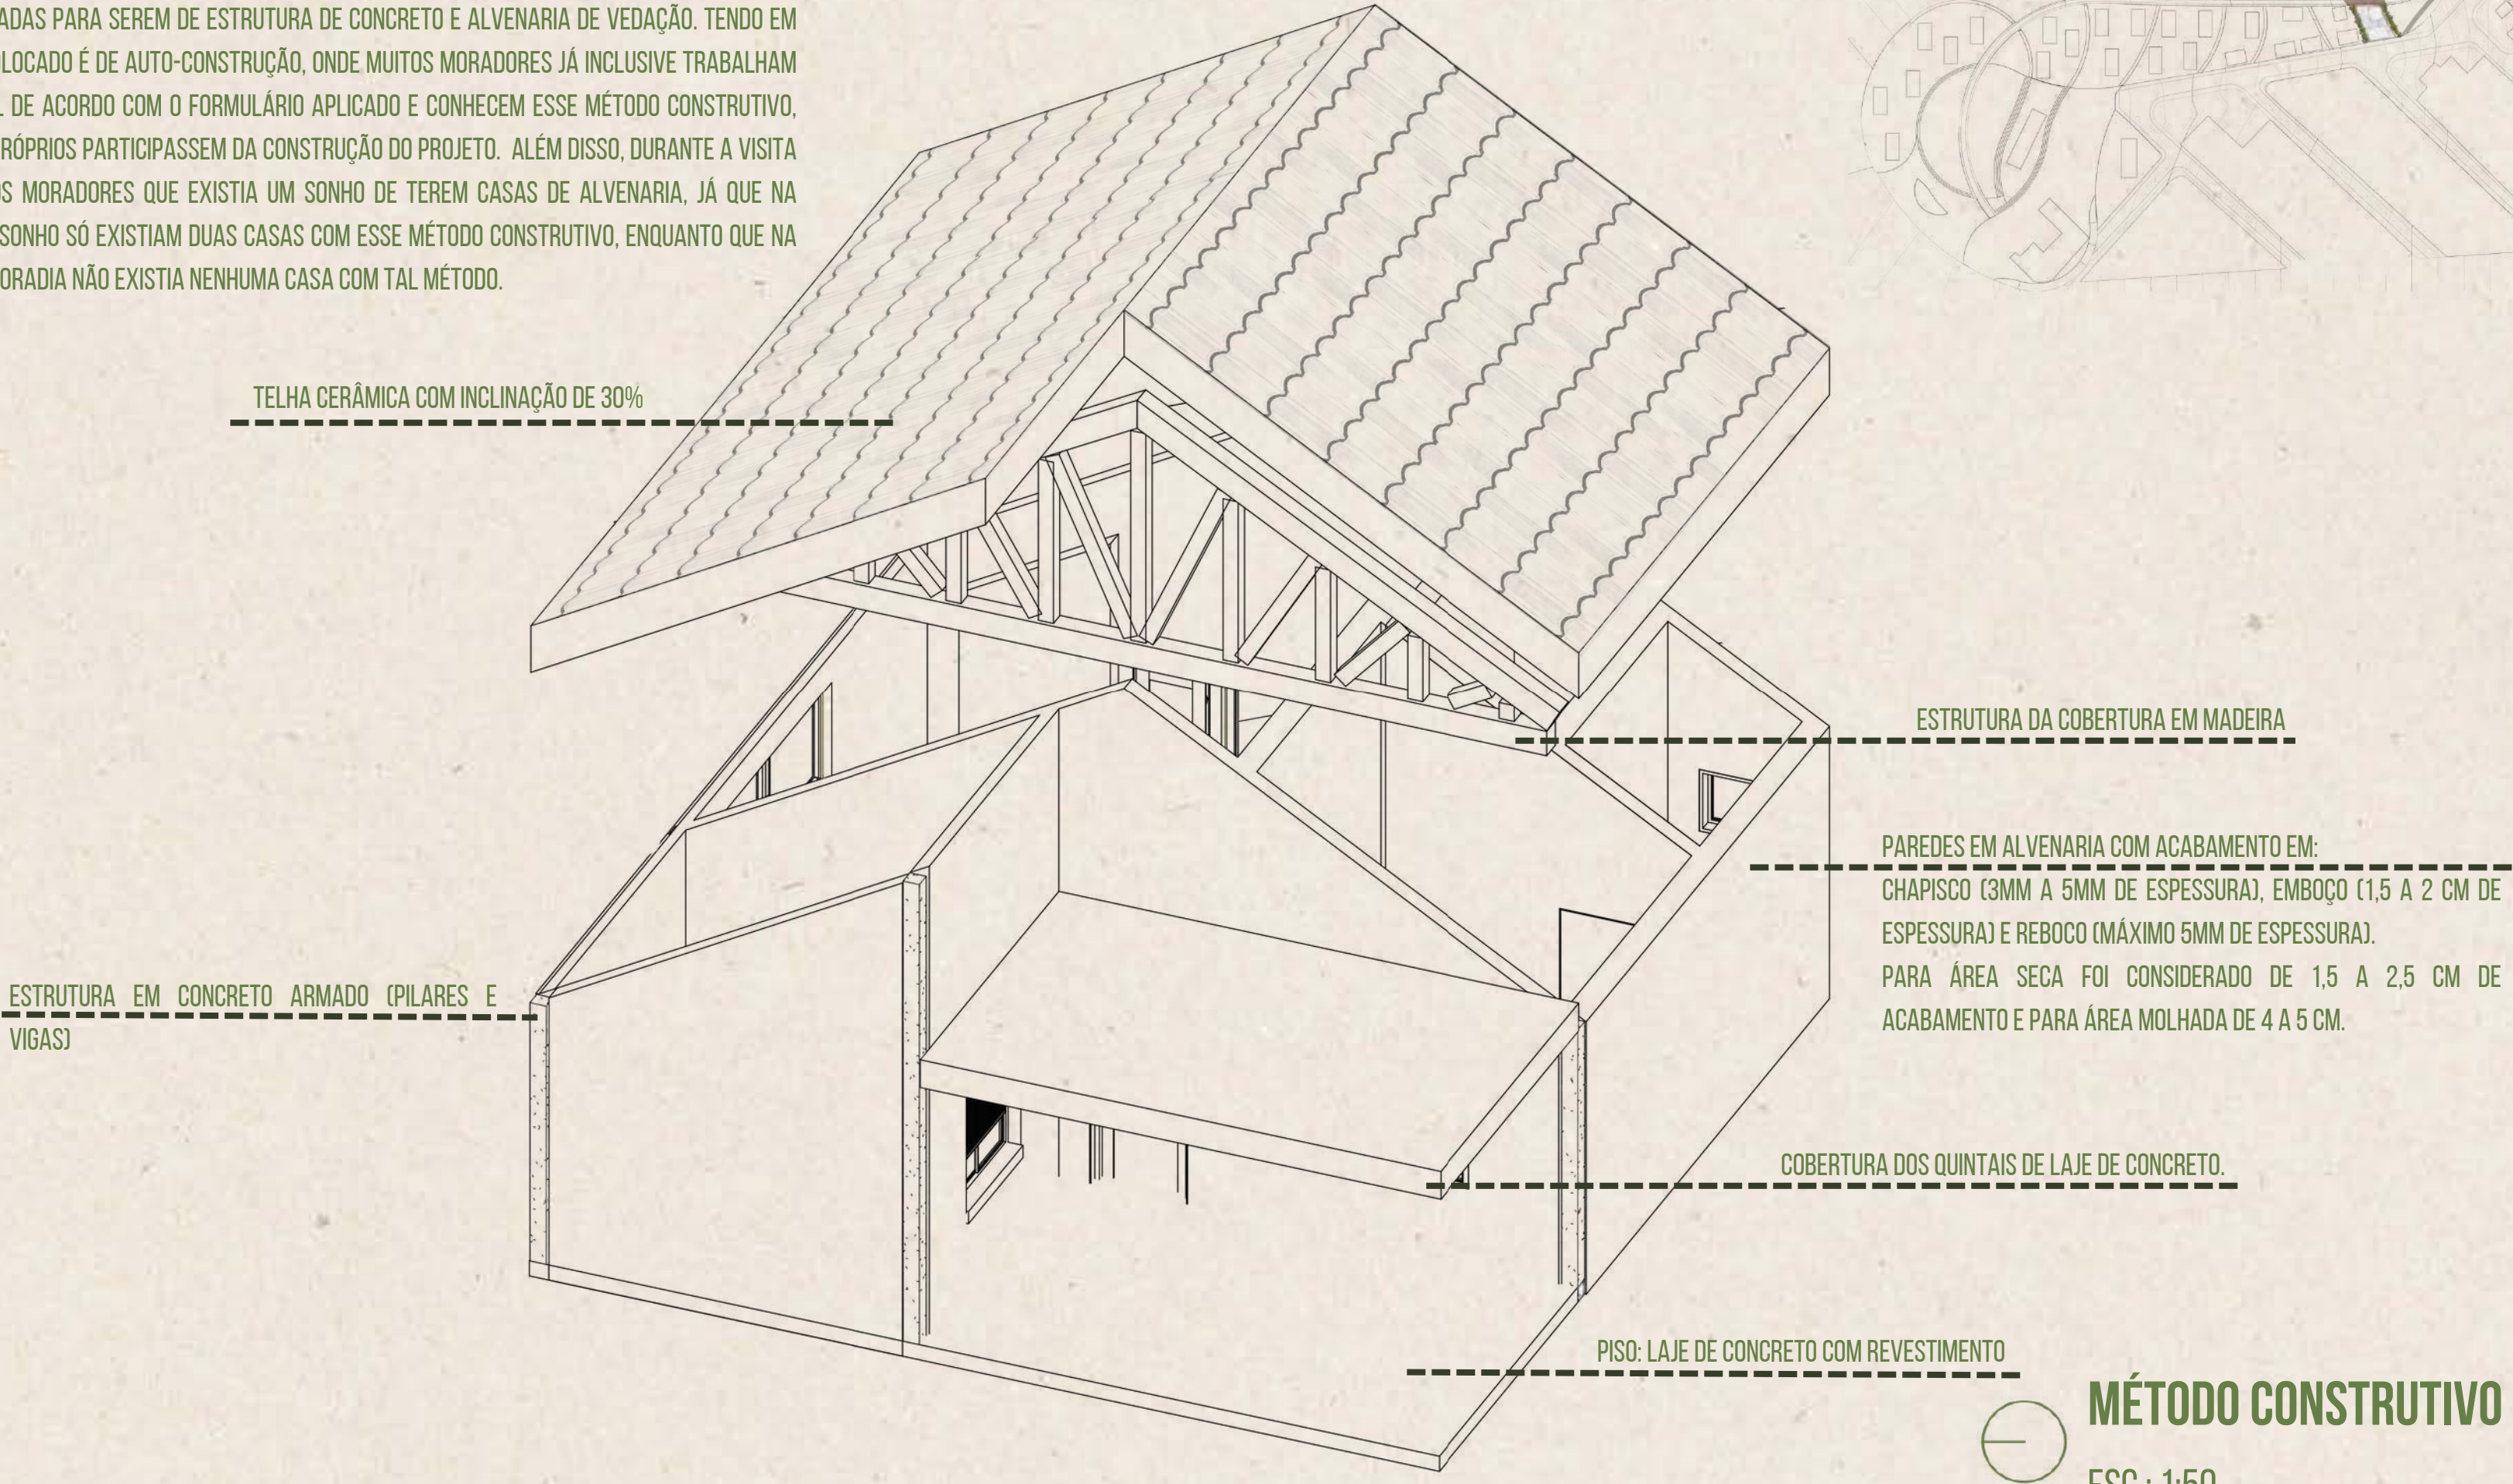 ADAS PARA SEREM DE ESTRUTURA DE CONCRETO E ALVENARIA DE VEDAÇÃO. TENDO EM
LOCADO É DE AUTO-CONSTRUÇÃO, ONDE MUITOS MORADORES JÁ INCLUSIVE TRABALHAM
. DE ACORDO COM O FORMULÁRIO APLICADO E CONHECEM ESSE MÉTODO CONSTRUTIVO,
RÓPRIOS PARTICIPASSEM DA CONSTRUÇÃO DO PROJETO. ALÉM DISSO, DURANTE A VISITA
OS MORADORES QUE EXISTIA UM SONHO DE TEREM CASAS DE ALVENARIA, JÁ QUE NA
SONHO SÓ EXISTIAM DUAS CASAS COM ESSE MÉTODO CONSTRUTIVO, ENQUANTO QUE NA
ORADIA NÃO EXISTIA NENHUMA CASA COM TAL MÉTODO.
TELHA CERÂMICA COM INCLINAÇÃO DE 30%
ESTRUTURA DA COBERTURA EM MADEIRA
PAREDES EM ALVENARIA COM ACABAMENTO EM:
CHAPISCO (3MM A 5MM DE ESPESSURA), EMBOÇO (1,5 A 2 CM DE
ESPESSURA) E REBOCO (MÁXIMO 5MM DE ESPESSURA).
PARA ÁREA SECA FOI CONSIDERADO DE 1,5 A 2,5 CM DE
ACABAMENTO E PARA ÁREA MOLHADA DE 4 A 5 CM.
ESTRUTURA EM CONCRETO ARMADO (PILARES E
VIGAS)
COBERTURA DOS QUINTAIS DE LAJE DE CONCRETO.
PISO: LAJE DE CONCRETO COM REVESTIMENTO
MÉTODO CONSTRUTIVO
ESC.: 1:50